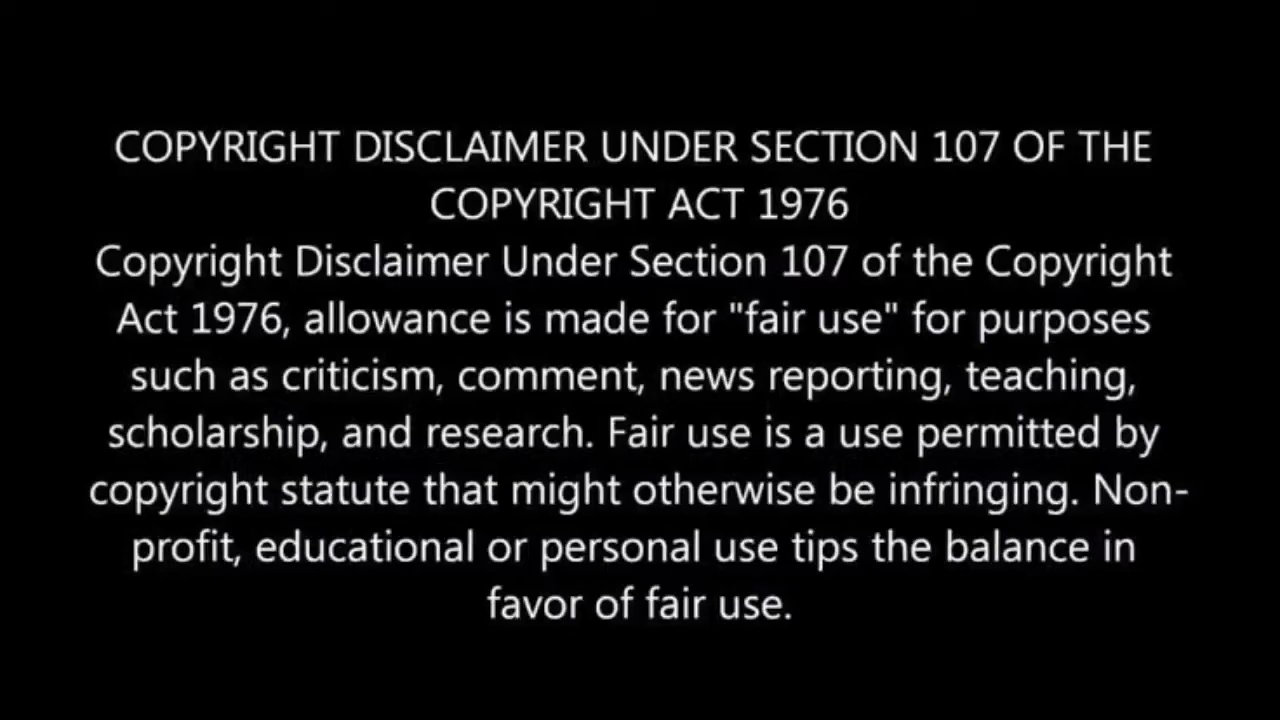 COPYRIGHT DISCLAIMER UNDER SECTION 107 OF THE
COPYRIGHT ACT 1976
Copyright Disclaimer Under Section 107 of the Copyright
Act 1976, allowance is made for "fair use" for purposes
such as criticism, comment, news reporting, teaching,
scholarship, and research. Fair use is a use permitted by
copyright statute that might otherwise be infringing. Non-
profit, educational or personal use tips the balance in
favor of fair use.